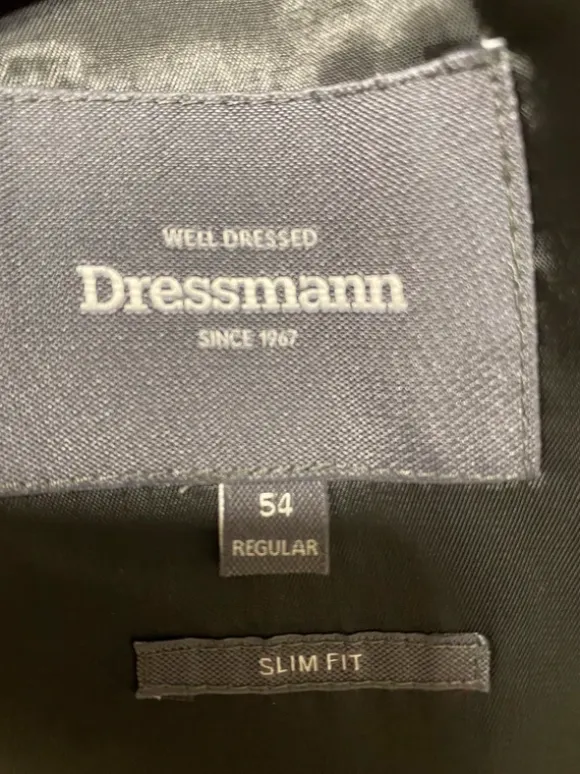 WELL DRESSED
Dressmann
SINCE 1967
54
REGULAR
SLIM FIT